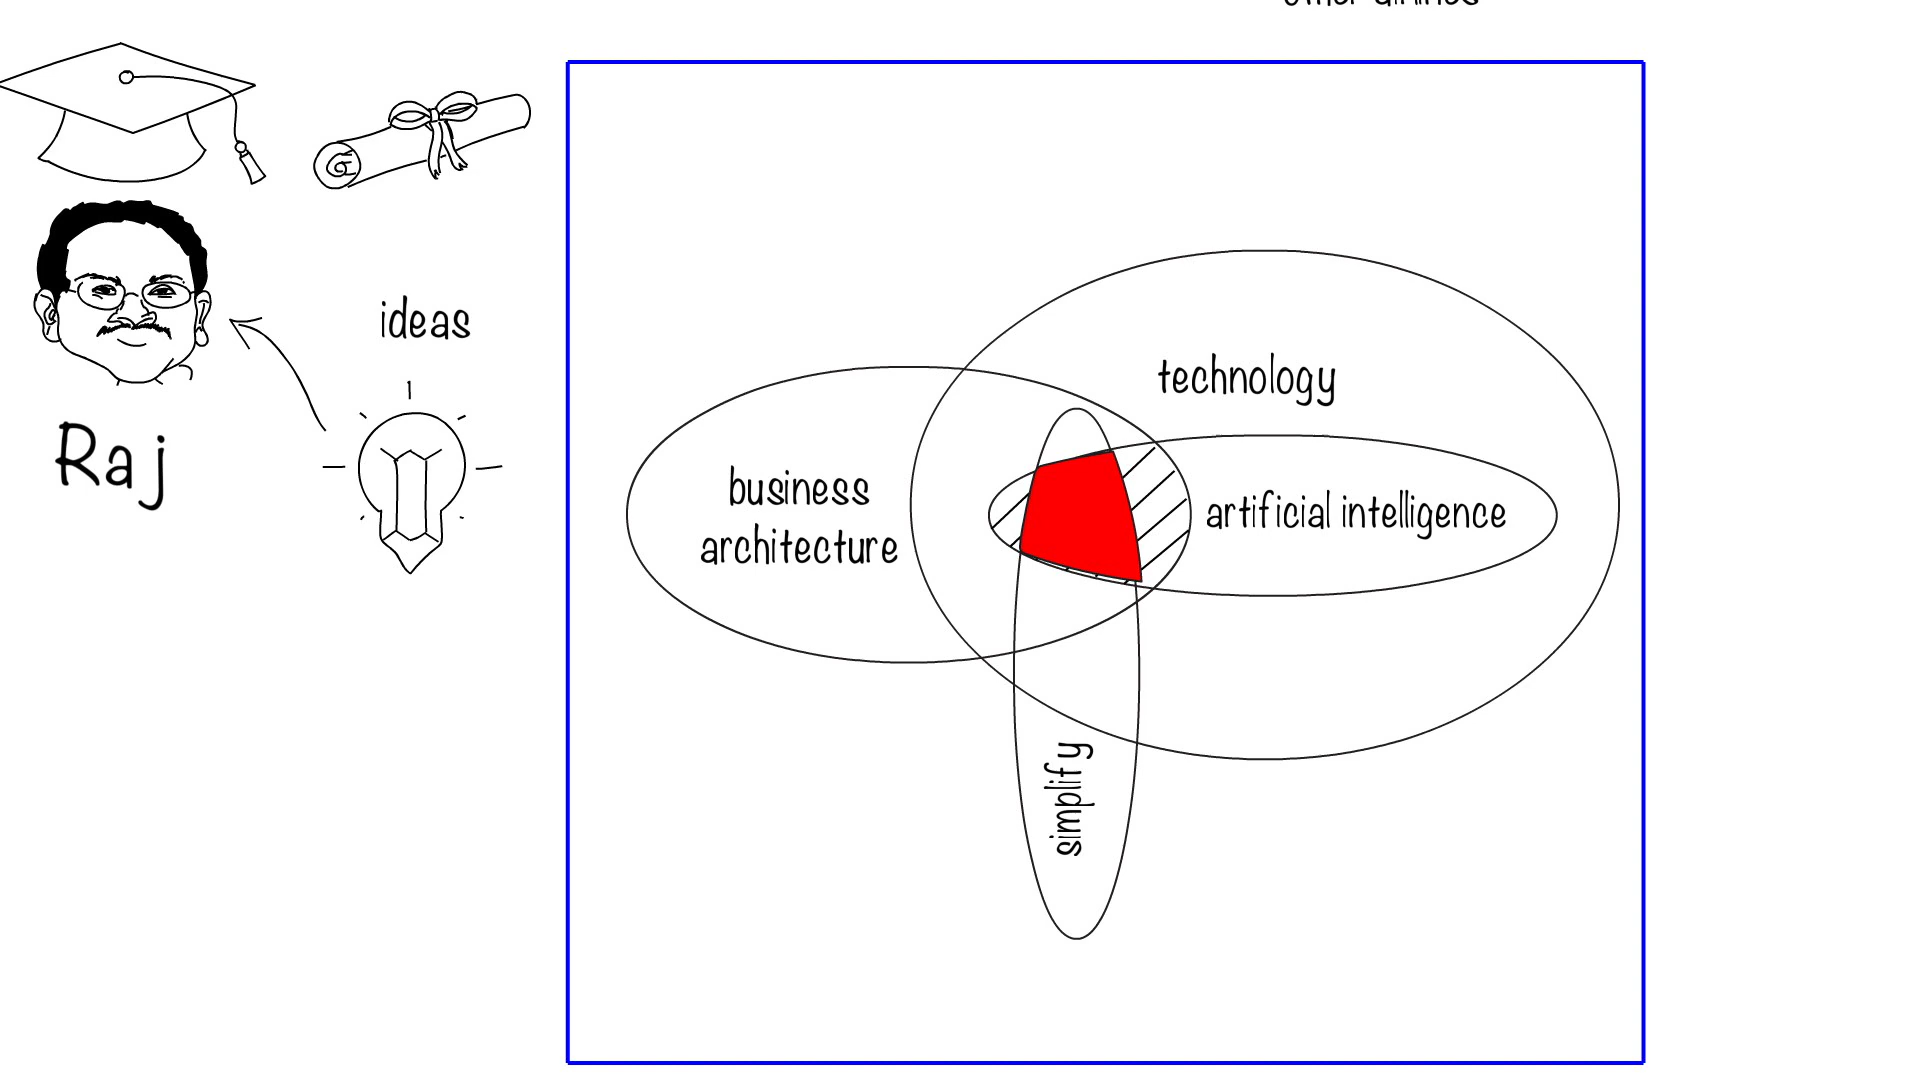 ideas
Raj
technology
business
architecture
artificial intelligence
simplify